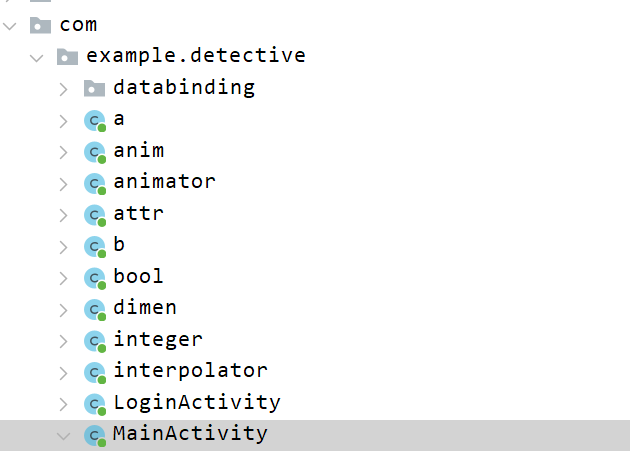 com
example.detective
databinding
a
anim
animator
attr
b
bool
dimen
integer
interpolator
LoginActivity
MainActivity